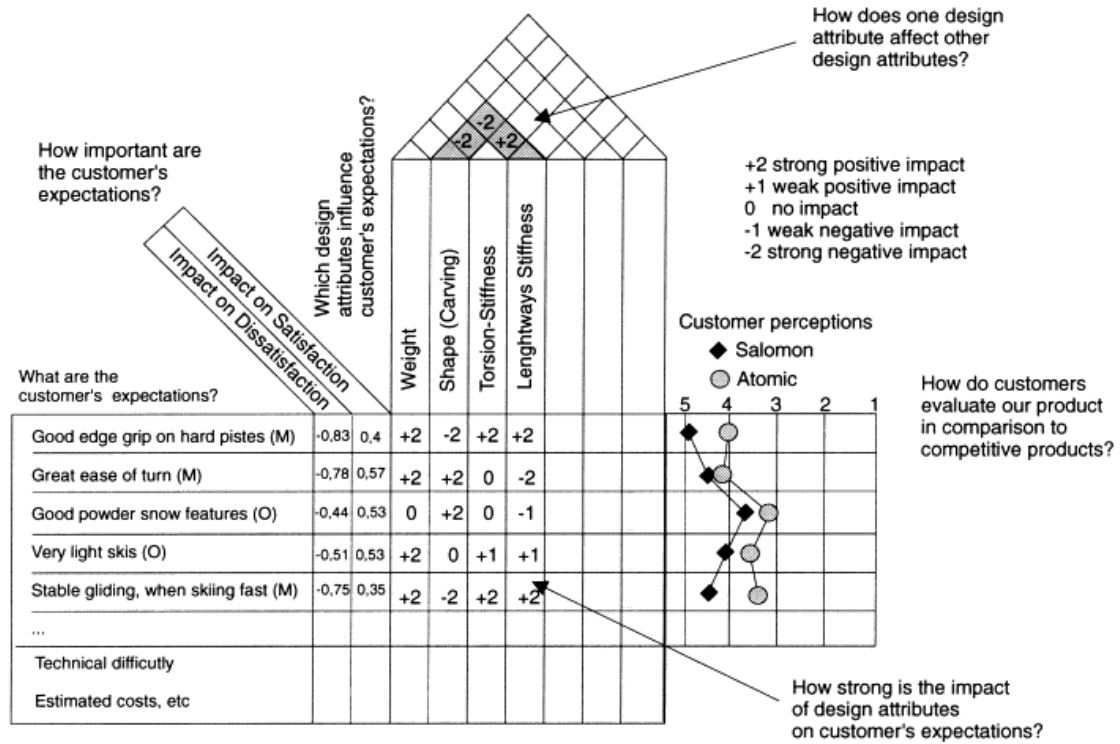 How does one design
attribute affect other
design attributes?
-2
-2 +2
How important are
the customer's
expectations?
Which design
attributes influence
customer's expectations?
+2 strong positive impact
+1 weak positive impact
0 no impact
-1 weak negative impact
-2 strong negative impact
Impact on Satisfaction
Impact on Dissatisfaction
Weight
Shape (Carving)
Torsion-Stiffness
Lenghtways Stiffness
Customer perceptions
Salomon
Atomic
What are the
customer's expectations?
5 4 3 2 1
How do customers
evaluate our product
in comparison to
competitive products?
Good edge grip on hard pistes (M) -0,83 0,4 +2 -2 +2 +2
Great ease of turn (M) -0,78 0,57 +2 +2 0 -2
Good powder snow features (O) -0,44 0,53 0 +2 0 -1
Very light skis (O) -0,51 0,53 +2 0 +1 +1
Stable gliding, when skiing fast (M) -0,75 0,35 +2 -2 +2 +2
...
Technical difficutly
Estimated costs, etc
How strong is the impact
of design attributes
on customer's expectations?